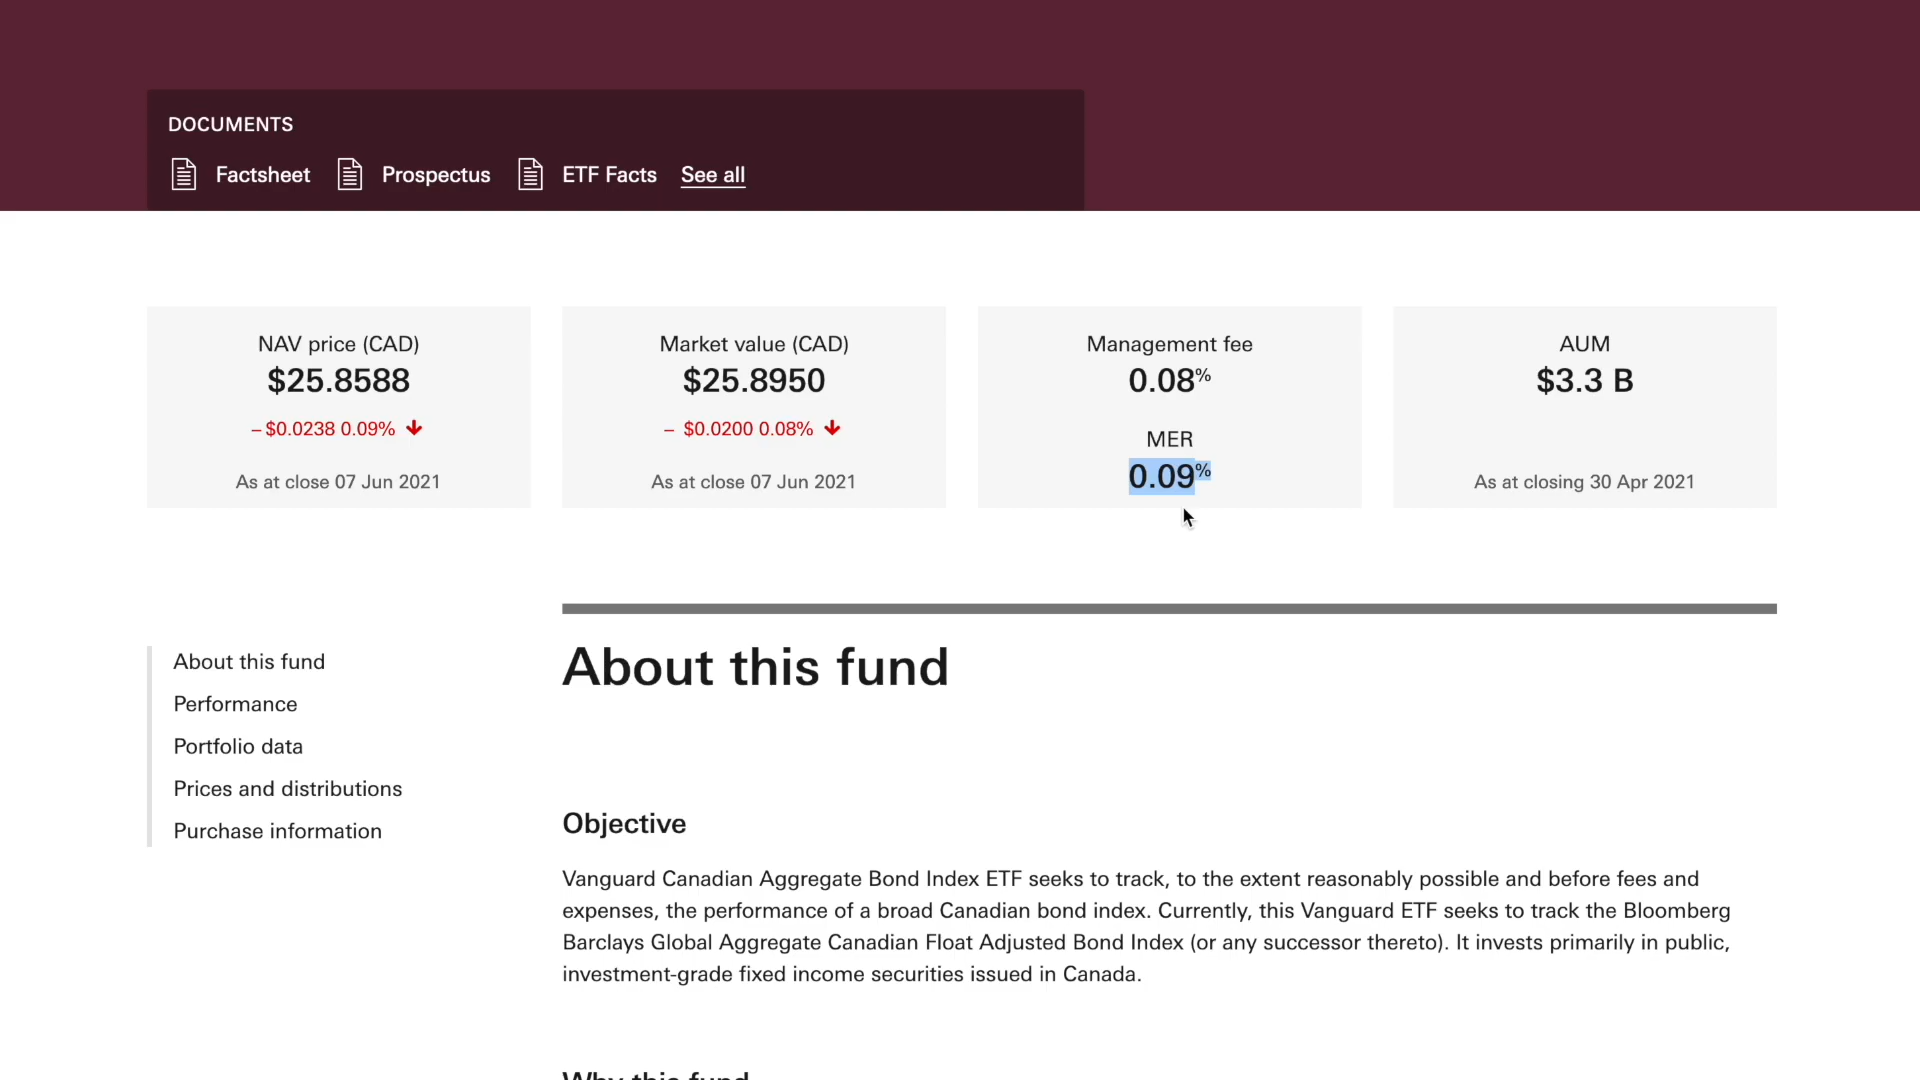 DOCUMENTS
Factsheet Prospectus ETF Facts See all
NAV price (CAD)
$25.8588
– $0.0238 0.09%
As at close 07 Jun 2021
Market value (CAD)
$25.8950
– $0.0200 0.08%
As at close 07 Jun 2021
Management fee
0.08%
MER
0.09%
AUM
$3.3 B
As at closing 30 Apr 2021
About this fund
Performance
Portfolio data
Prices and distributions
Purchase information
About this fund
Objective
Vanguard Canadian Aggregate Bond Index ETF seeks to track, to the extent reasonably possible and before fees and
expenses, the performance of a broad Canadian bond index. Currently, this Vanguard ETF seeks to track the Bloomberg
Barclays Global Aggregate Canadian Float Adjusted Bond Index (or any successor thereto). It invests primarily in public,
investment-grade fixed income securities issued in Canada.
Why this fund